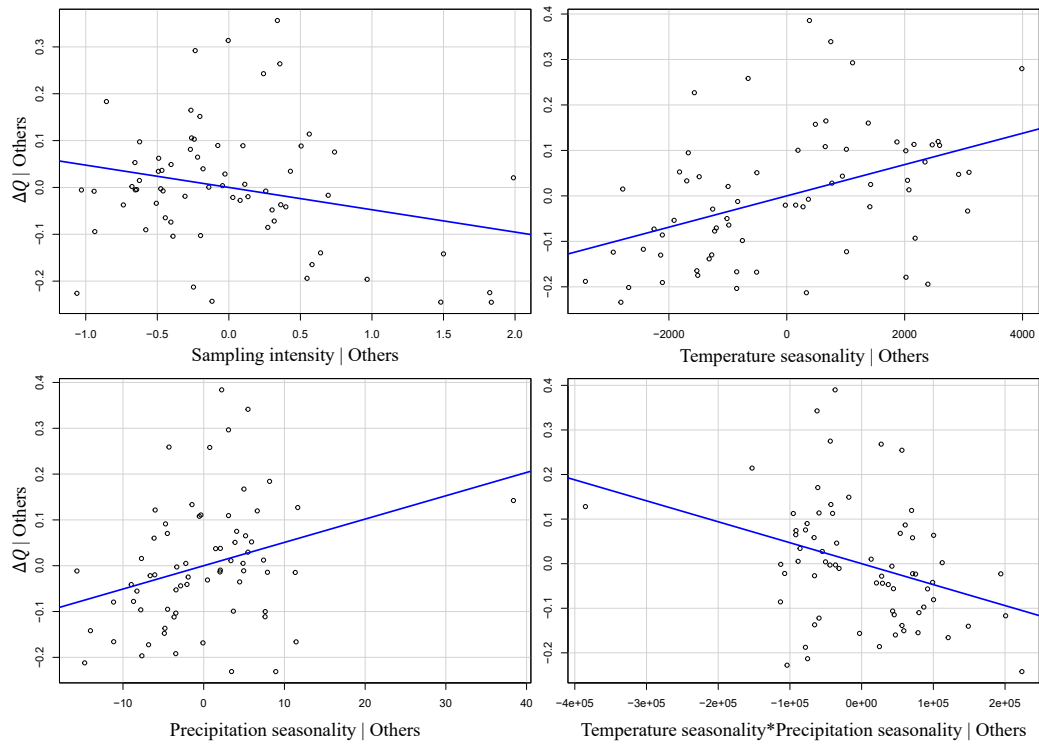 ΔQ | Others
0.3
0.2
0.1
0.0
−0.1
−0.2
−1.0 −0.5 0.0 0.5 1.0 1.5 2.0
Sampling intensity | Others
0.4
0.3
0.2
0.1
0.0
−0.1
−0.2
−2000 0 2000 4000
Temperature seasonality | Others
ΔQ | Others
0.4
0.3
0.2
0.1
0.0
−0.1
−0.2
−10 0 10 20 30 40
Precipitation seasonality | Others
0.4
0.3
0.2
0.1
0.0
−0.1
−0.2
−4e+05 −3e+05 −2e+05 −1e+05 0e+00 1e+05 2e+05
Temperature seasonality*Precipitation seasonality | Others